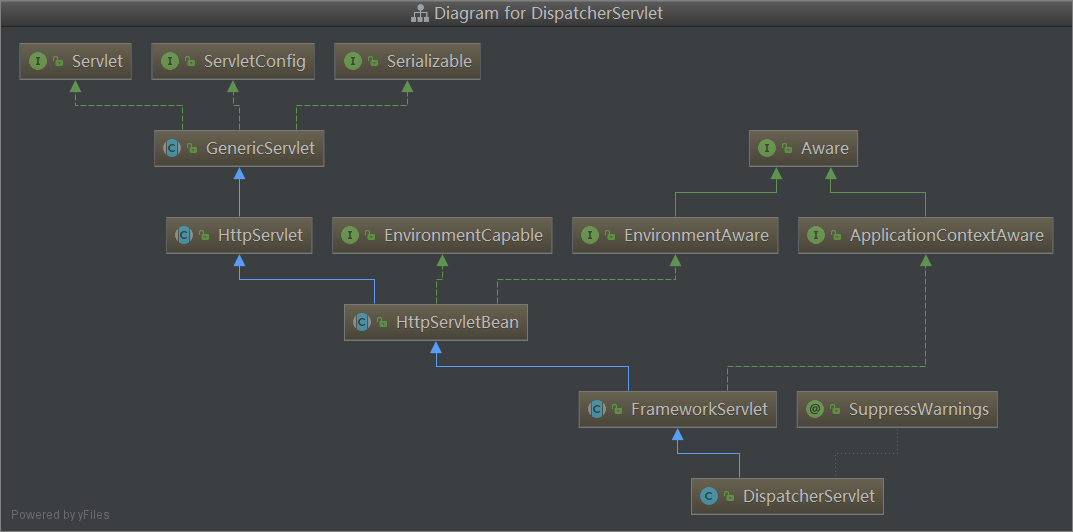 Diagram for DispatcherServlet
I Servlet
I ServletConfig
I Serializable
C GenericServlet
I Aware
C HttpServlet
I EnvironmentCapable
I EnvironmentAware
I ApplicationContextAware
C HttpServletBean
C FrameworkServlet
@ SuppressWarnings
C DispatcherServlet
Powered by yFiles